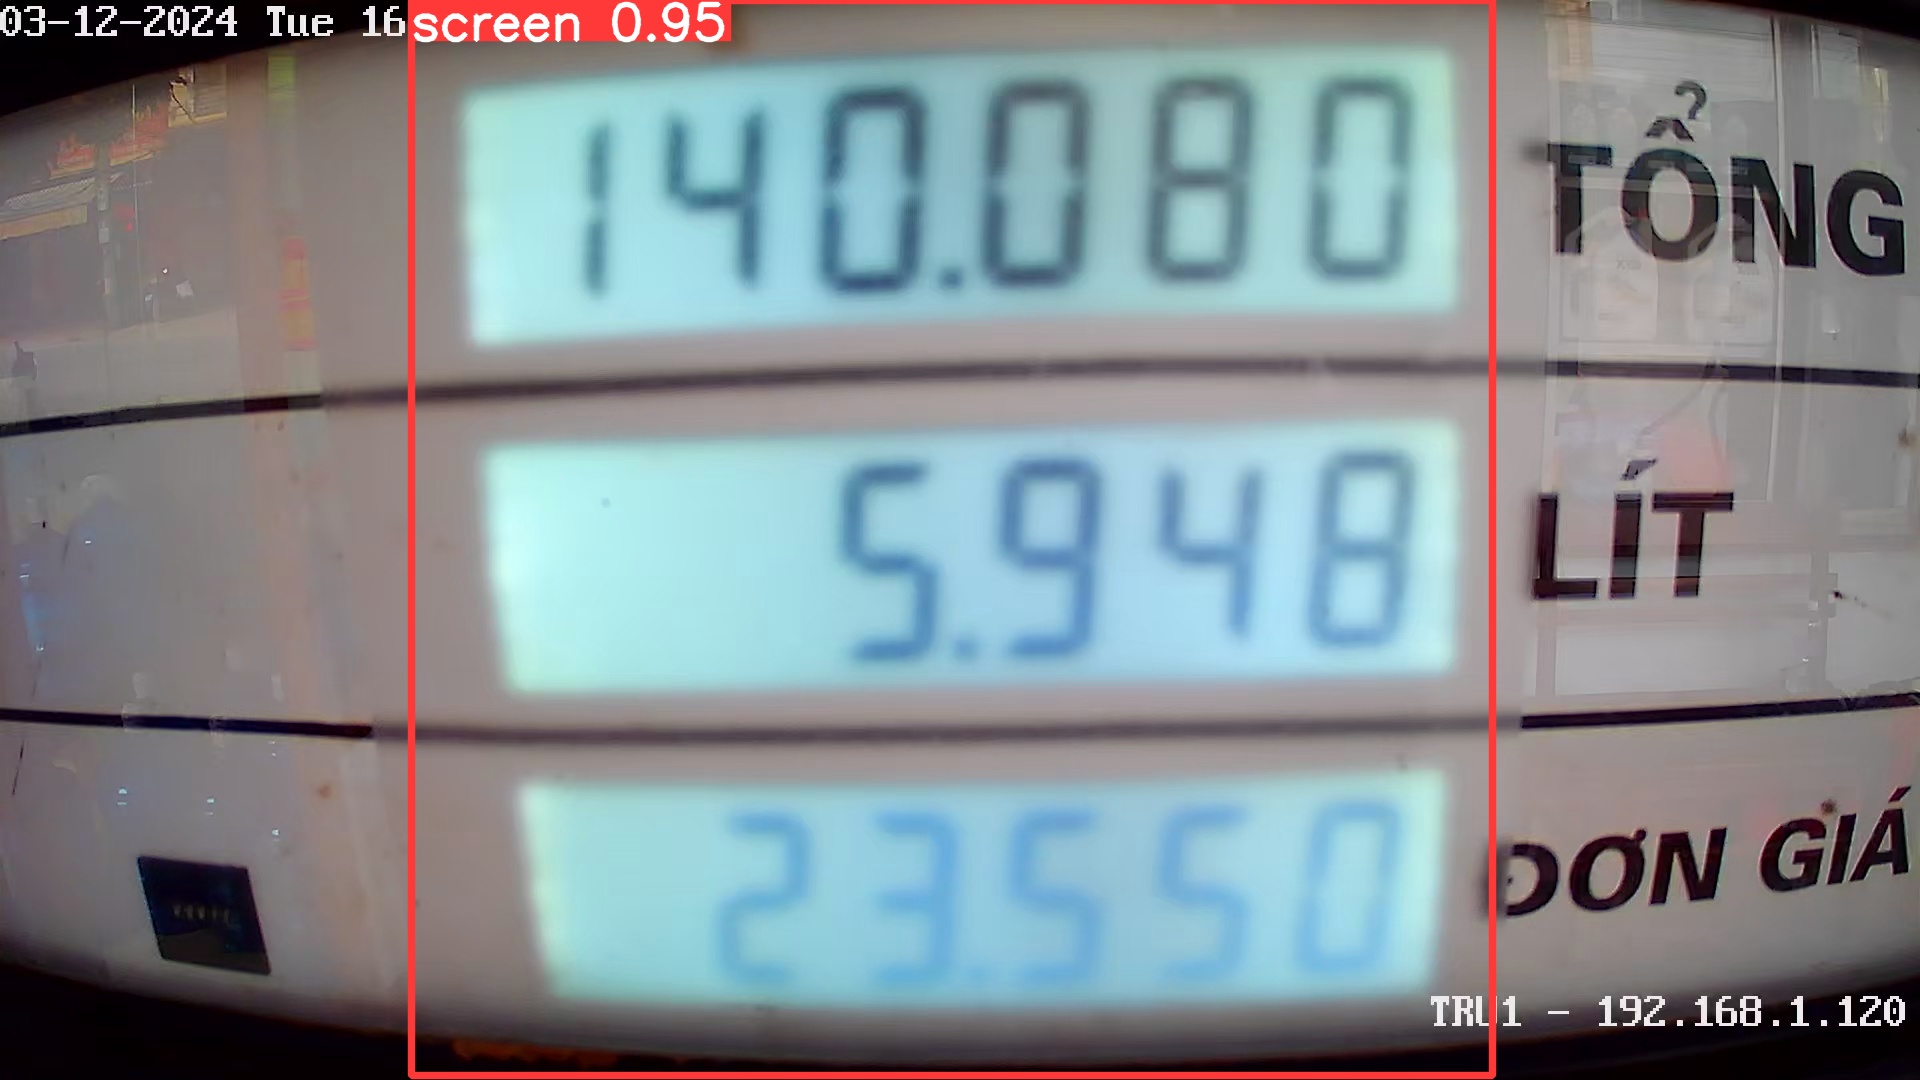 03-12-2024 Tue 16
screen 0.95
140.080
TỔNG
5.948
LÍT
23.550
ĐƠN GIÁ
TRU1 - 192.168.1.120